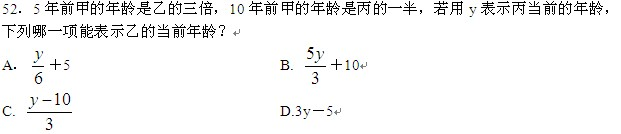 52．5 年前甲的年龄是乙的三倍，10 年前甲的年龄是丙的一半，若用 y 表示丙当前的年龄，
下列哪一项能表示乙的当前年龄？
A． y/6＋5 B. 5y/3＋10
C. y－10/3 D.3y－5